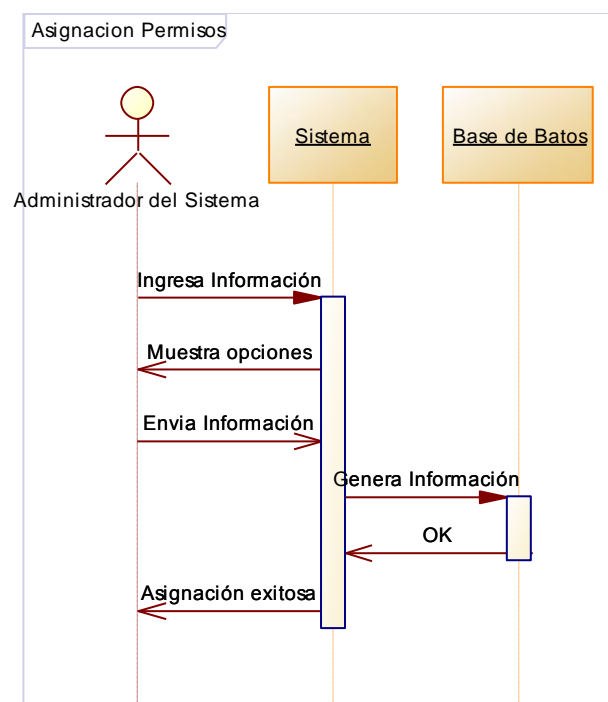 Asignacion Permisos
Sistema
Base de Batos
Administrador del Sistema
Ingresa Información
Muestra opciones
Envia Información
Genera Información
OK
Asignación exitosa